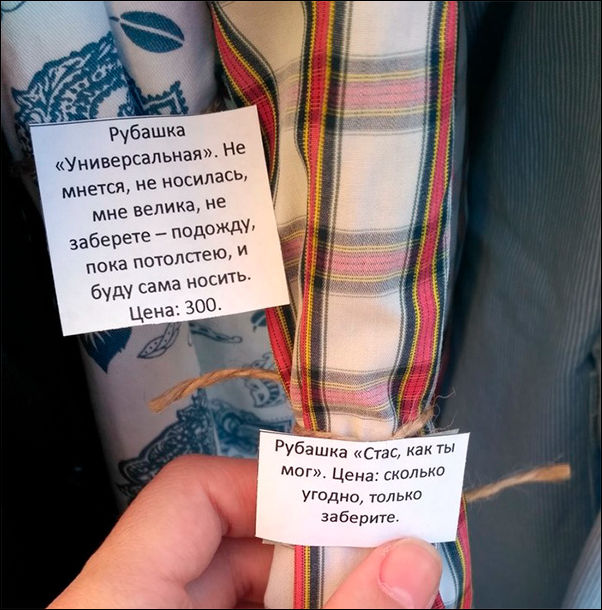 Рубашка
«Универсальная». Не
мнется, не носилась,
мне велика, не
заберете – подожду,
пока потолстею, и
буду сама носить.
Цена: 300.
Рубашка «Стас, как ты
мог». Цена: сколько
угодно, только
заберите.